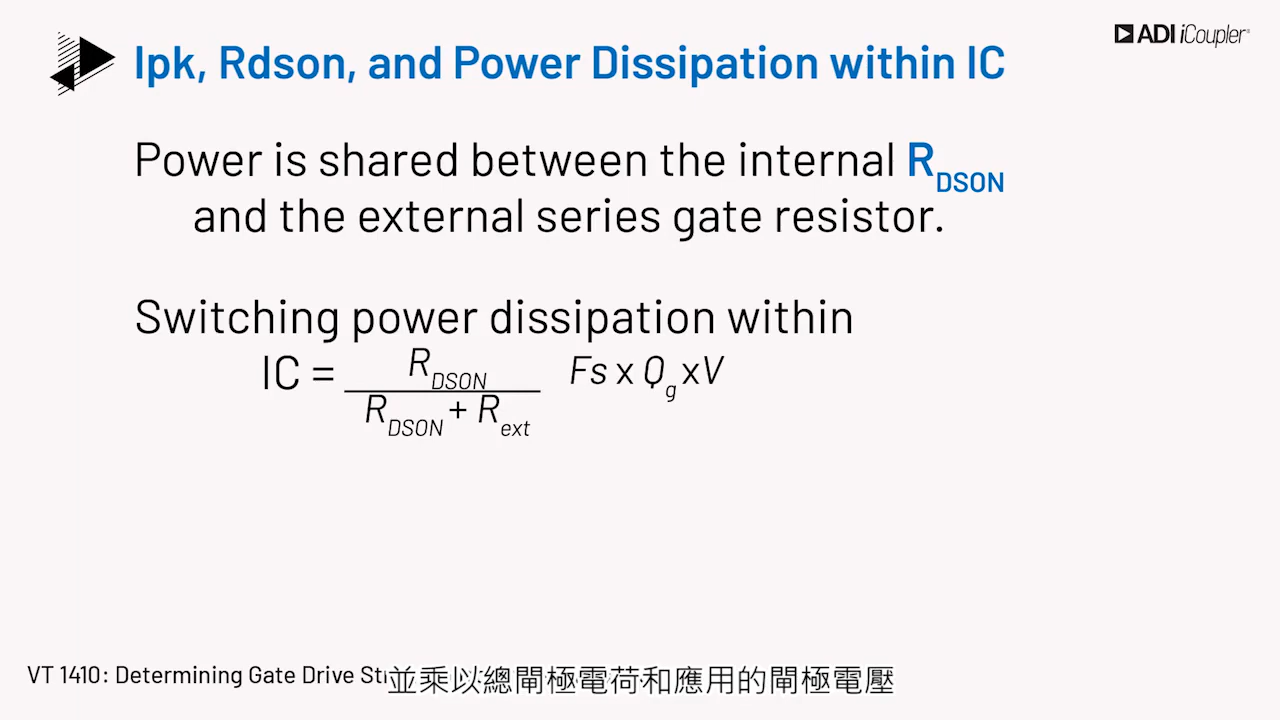 ADI iCoupler®
Ipk, Rdson, and Power Dissipation within IC
Power is shared between the internal RDSON
and the external series gate resistor.
Switching power dissipation within
IC = RDSON / RDSON + Rext Fs x Qg x V
VT 1410: Determining Gate Drive
並乘以總閘極電荷和應用的閘極電壓